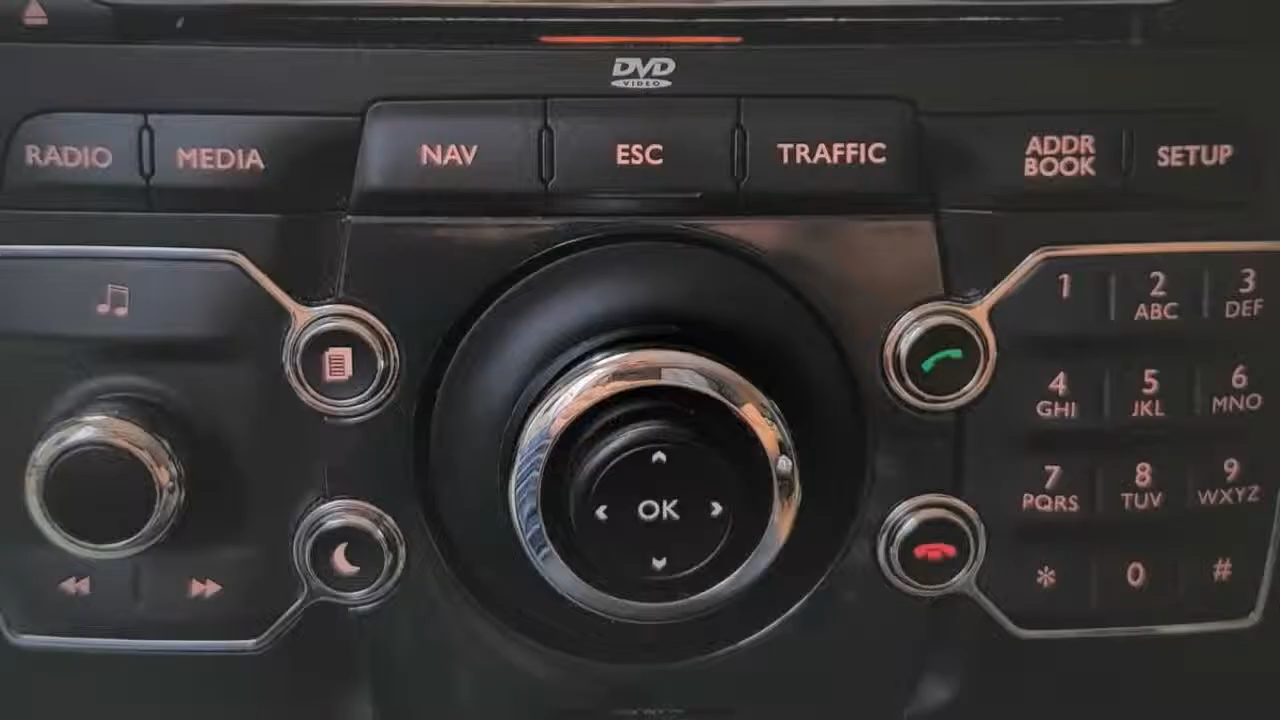 DVD
VIDEO
RADIO MEDIA NAV ESC TRAFFIC ADDR BOOK SETUP
1 2 ABC 3 DEF
4 GHI 5 JKL 6 MNO
OK
7 PQRS 8 TUV 9 WXYZ
* 0 #